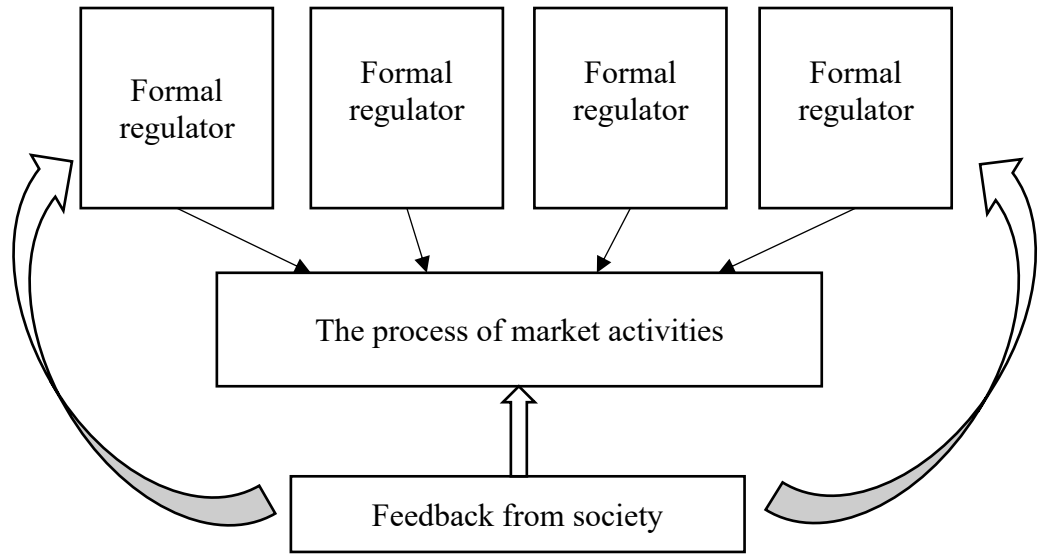 Formal
regulator
Formal
regulator
Formal
regulator
Formal
regulator
The process of market activities
Feedback from society